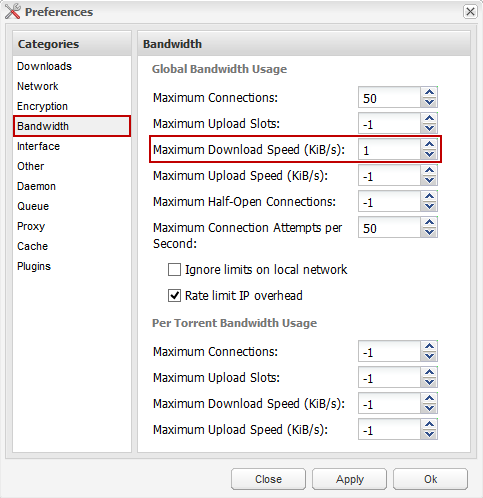 Preferences
Categories
Downloads
Network
Encryption
Bandwidth
Interface
Other
Daemon
Queue
Proxy
Cache
Plugins
Bandwidth
Global Bandwidth Usage
Maximum Connections: 50
Maximum Upload Slots: -1
Maximum Download Speed (KiB/s): 1
Maximum Upload Speed (KiB/s): -1
Maximum Half-Open Connections: -1
Maximum Connection Attempts per 50
Second:
Ignore limits on local network
Rate limit IP overhead
Per Torrent Bandwidth Usage
Maximum Connections: -1
Maximum Upload Slots: -1
Maximum Download Speed (KiB/s): -1
Maximum Upload Speed (KiB/s): -1
Close Apply Ok